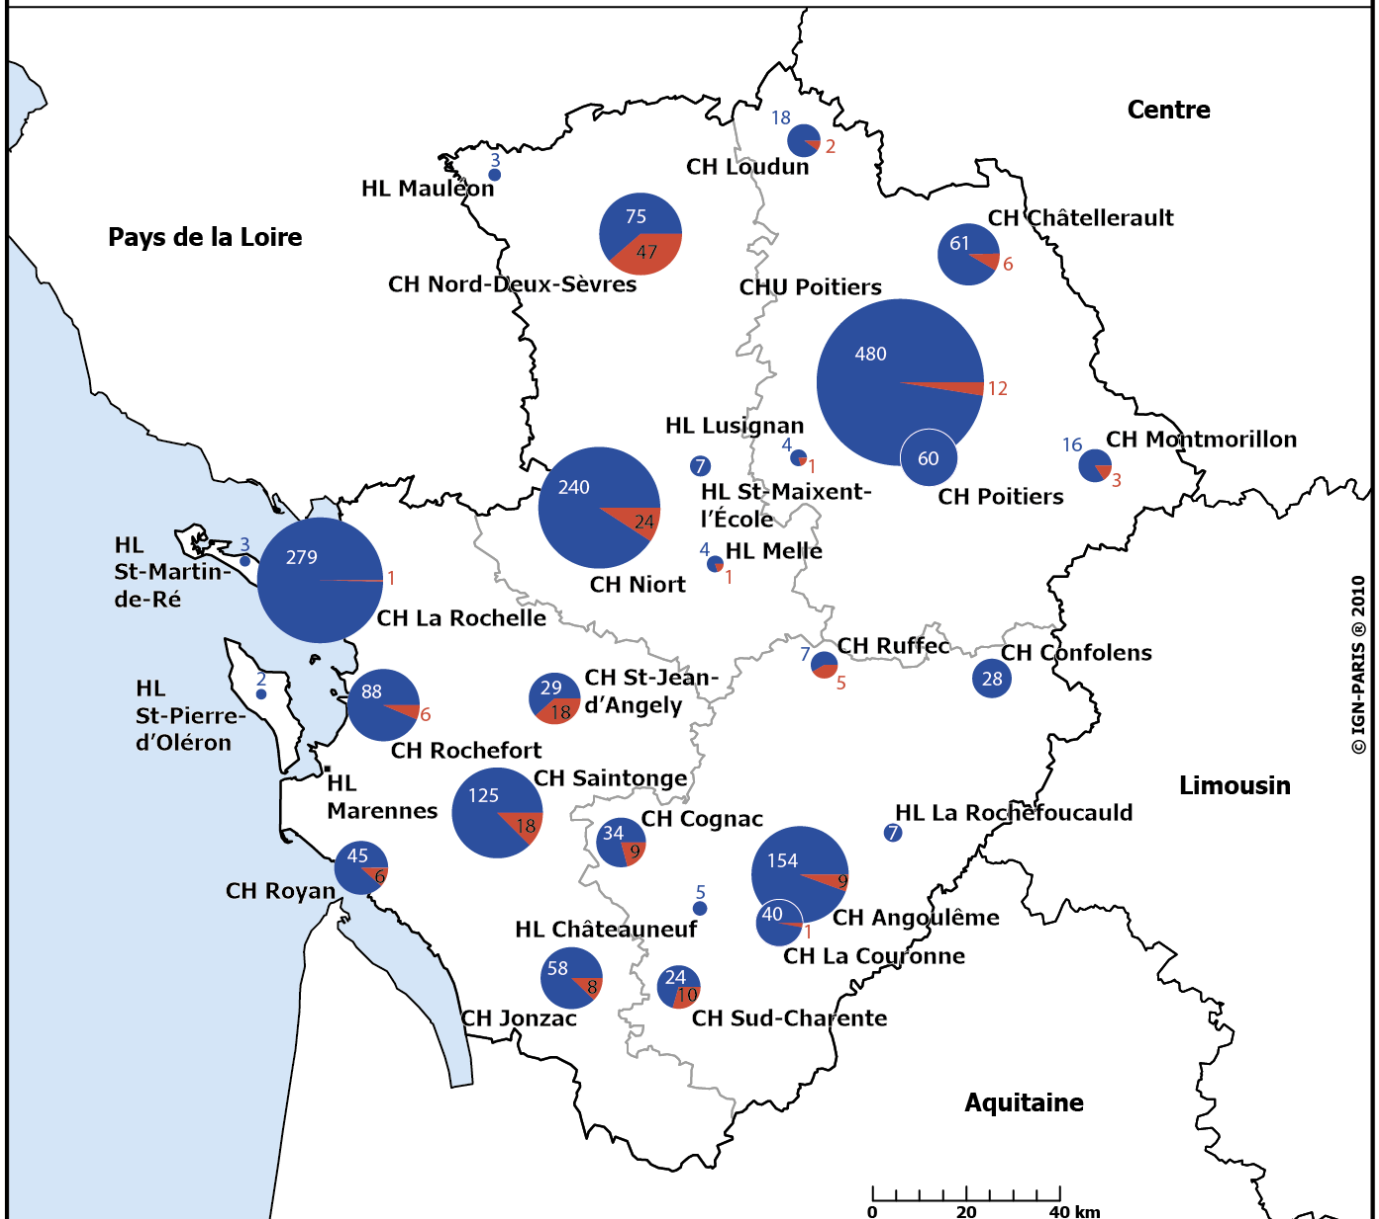 Centre
18
2
CH Loudun
3
HL Mauléon
Pays de la Loire
75
47
CH Nord-Deux-Sèvres
CH Châtellerault
61
6
CHU Poitiers
480
12
60
CH Poitiers
HL Lusignan
4
1
16
CH Montmorillon
3
7
HL St-Maixent-
l'École
240
24
CH Niort
4
HL Melle
1
HL
St-Martin-
de-Ré
3
279
1
CH La Rochelle
© IGN-PARIS ® 2010
CH Ruffec
7
5
CH Confolens
28
HL
St-Pierre-
d'Oléron
2
88
6
CH Rochefort
29
18
CH St-Jean-
d'Angely
HL
Marennes
CH Saintonge
125
18
CH Cognac
34
9
Limousin
HL La Rochefoucauld
7
154
9
CH Angoulême
40
1
CH La Couronne
45
6
CH Royan
5
HL Châteauneuf
58
8
CH Jonzac
24
10
CH Sud-Charente
Aquitaine
0 20 40 km